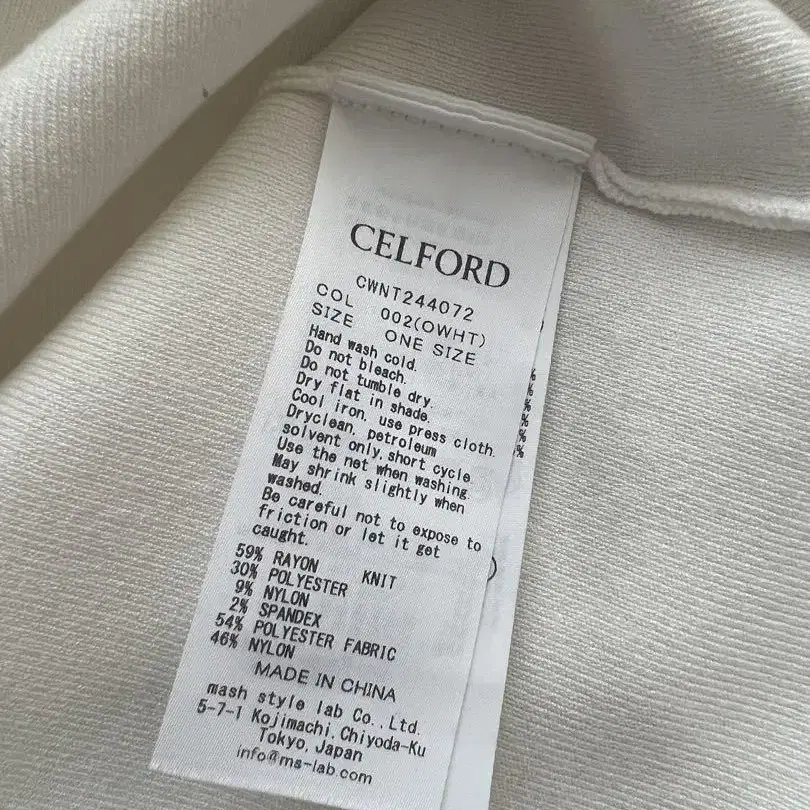 CELFORD
CWNT244072
COL 002(OWHT)
SIZE ONE SIZE
Hand wash cold.
Do not bleach.
Do not tumble dry.
Dry flat in shade.
Cool iron, use press cloth.
Dryclean, petroleum
solvent only,short cycle.
Use the net when washing.
May shrink slightly when
washed.
Be careful not to expose to
friction or let it get
caught.
59% RAYON KNIT
30% POLYESTER
9% NYLON
2% SPANDEX
54% POLYESTER FABRIC
46% NYLON
MADE IN CHINA
mash style lab Co.,Ltd.
5-7-1 Kojimachi,Chiyoda-Ku
Tokyo,Japan
info@ms-lab.com
%
%
%
%
%